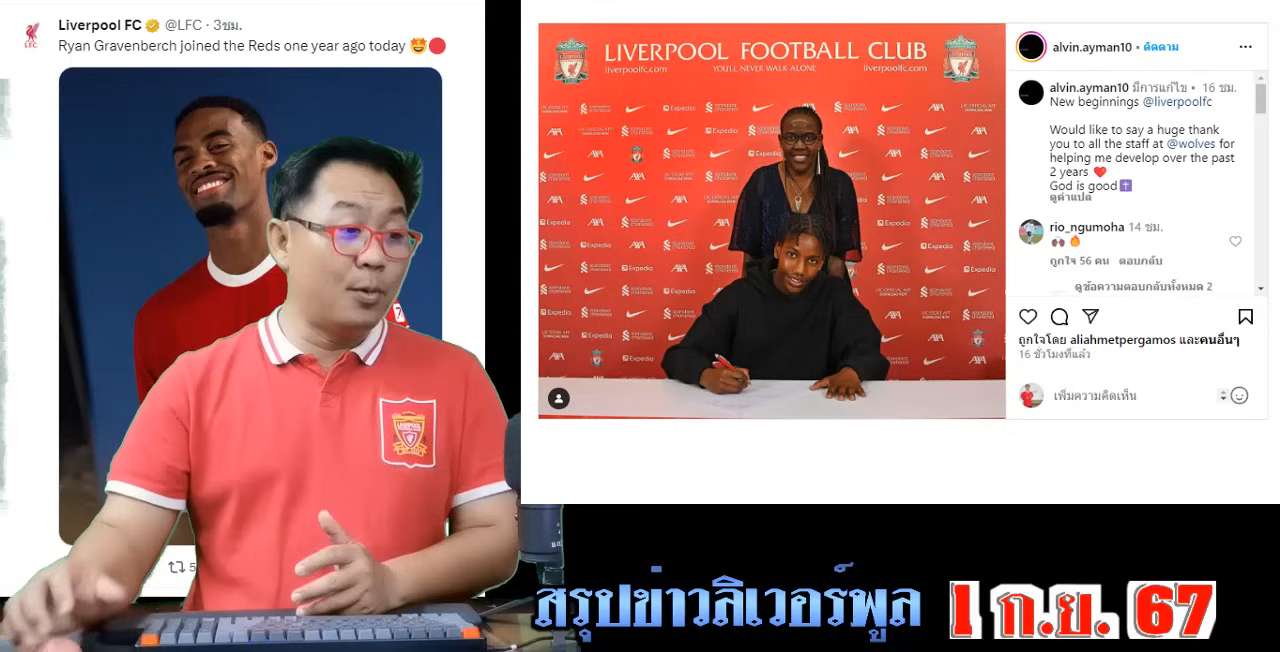 Liverpool FC @LFC · 3ชม.
Ryan Gravenberch joined the Reds one year ago today 🤩🔴
5
LIVERPOOL FOOTBALL CLUB
liverpoolfc.com YOU'LL NEVER WALK ALONE liverpoolfc.com
alvin.ayman10 • ติดตาม
alvin.ayman10 มีการแก้ไข • 16 ชม.
New beginnings @liverpoolfc
Would like to say a huge thank
you to all the staff at @wolves for
helping me develop over the past
2 years ❤️
God is good✝️
ดูคำแปล
rio_ngumoha 14 ชม.
ถูกใจ 56 คน ตอบกลับ
ดูข้อความตอบกลับทั้งหมด 2
ถูกใจโดย aliahmetpergamos และคนอื่นๆ
16 ชั่วโมงที่แล้ว
เพิ่มความคิดเห็น
สรุปข่าวลิเวอร์พูล 1 ก.ย. 67